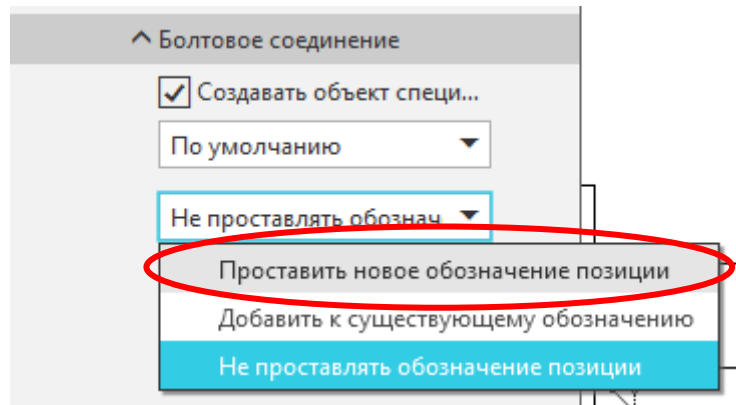 Болтовое соединение
Создавать объект специ...
По умолчанию
Не проставлять обознач
Проставить новое обозначение позиции
Добавить к существующему обозначению
Не проставлять обозначение позиции